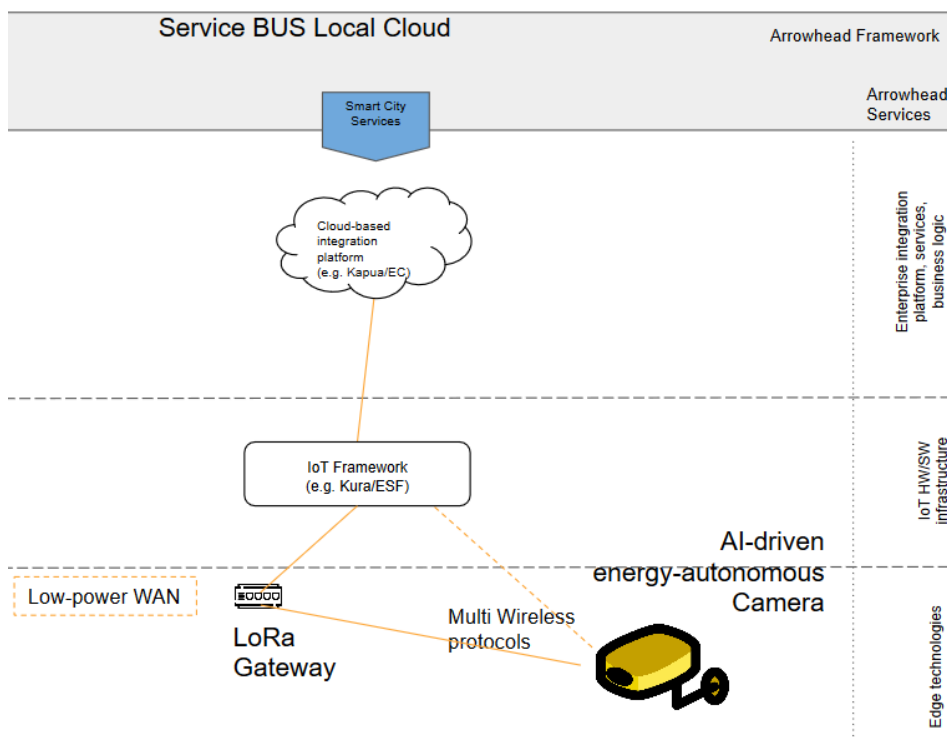 Service BUS Local Cloud
Arrowhead Framework
Arrowhead
Services
Smart City
Services
Cloud-based
integration
platform
(e.g. Kapua/EC)
Enterprise integration
platform, services,
business logic
IoT Framework
(e.g. Kura/ESF)
IoT HW/SW
infrastructure
AI-driven
energy-autonomous
Camera
Low-power WAN
LoRa
Gateway
Multi Wireless
protocols
Edge technologies